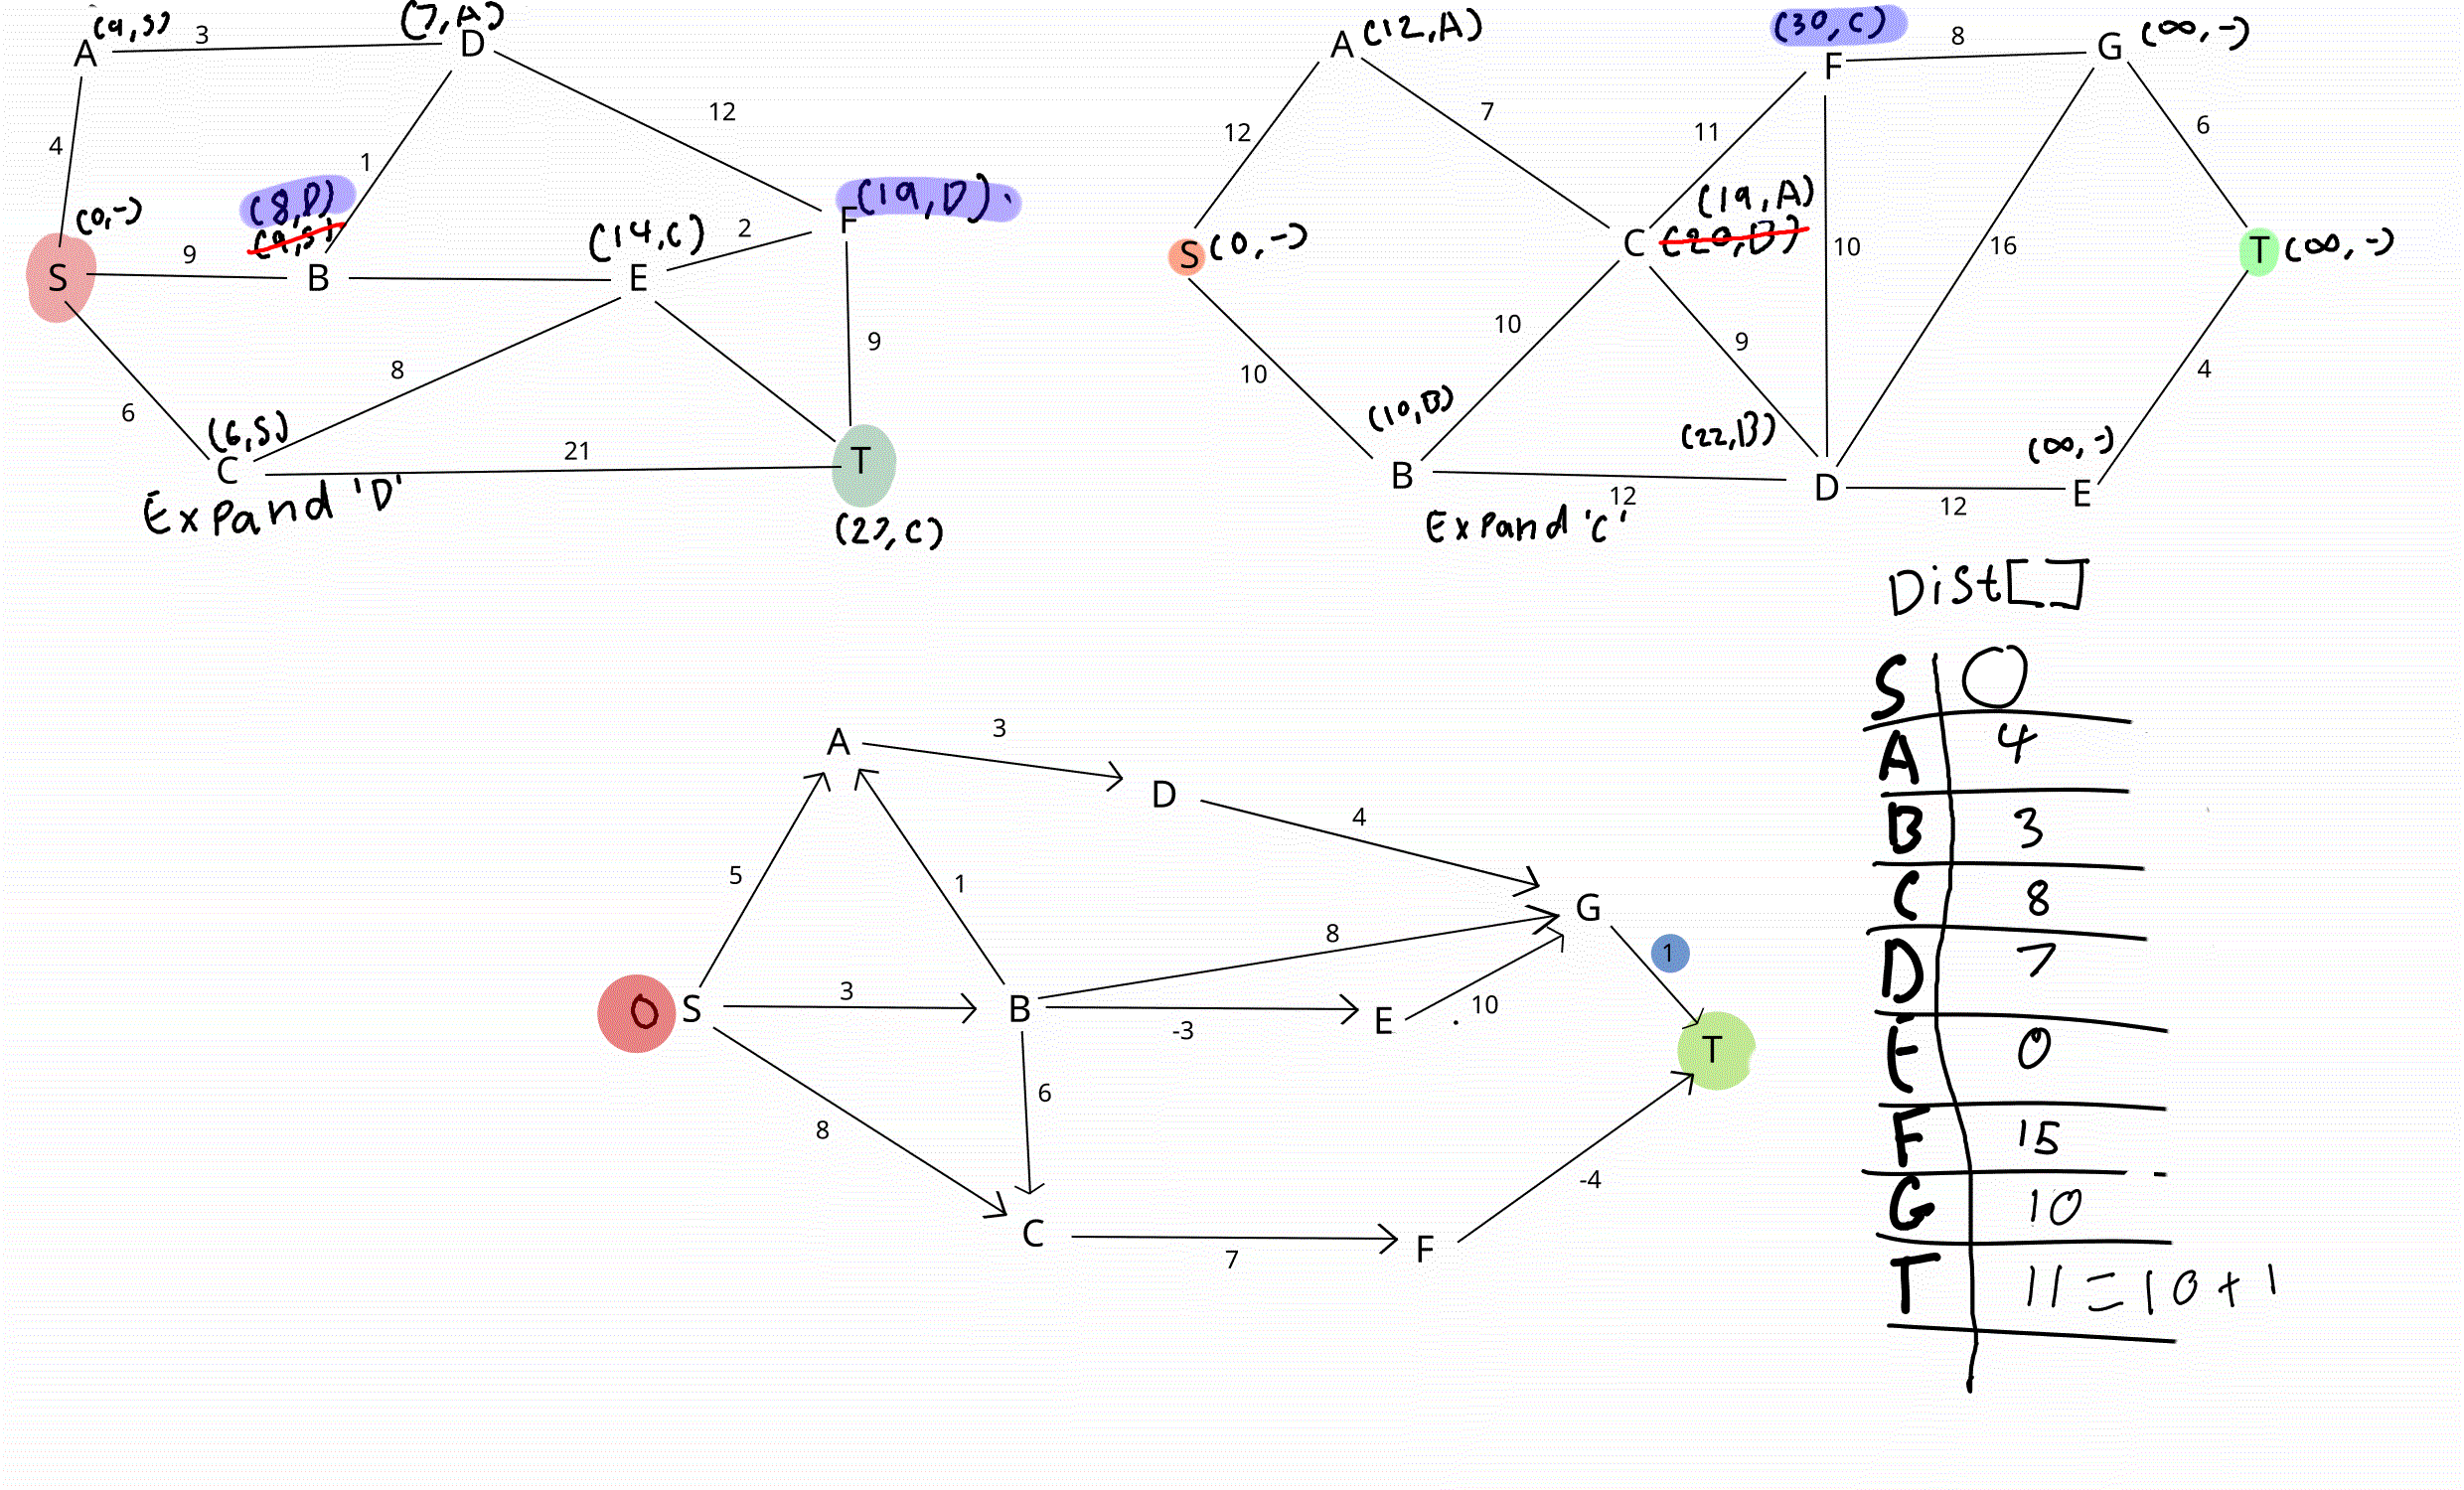 A (4,S)
3
(7,A)
D
4
1
12
(0,-)
(8,D)
(9,S)
S
9
B
(14,C)
E
2
F (19,D).
8
9
6
(6,S)
C
21
T
(27,C)
Expand 'D'
A (12,A)
(30,C)
F
8
G (∞,-)
12
7
11
6
S (0,-)
(19,A)
C (20,B)
10
16
T (∞,-)
10
10
9
4
(10,B)
B
(22,B)
D
(∞,-)
E
12
12
Expand 'C'
A
3
D
4
5
1
8
G
1
0 S
3
B
-3
E
. 10
T
6
8
C
7
F
-4
Dist[]
S 0
A 4
B 3
C 8
D 7
E 0
F 15
G 10
T 11 = 10 + 1